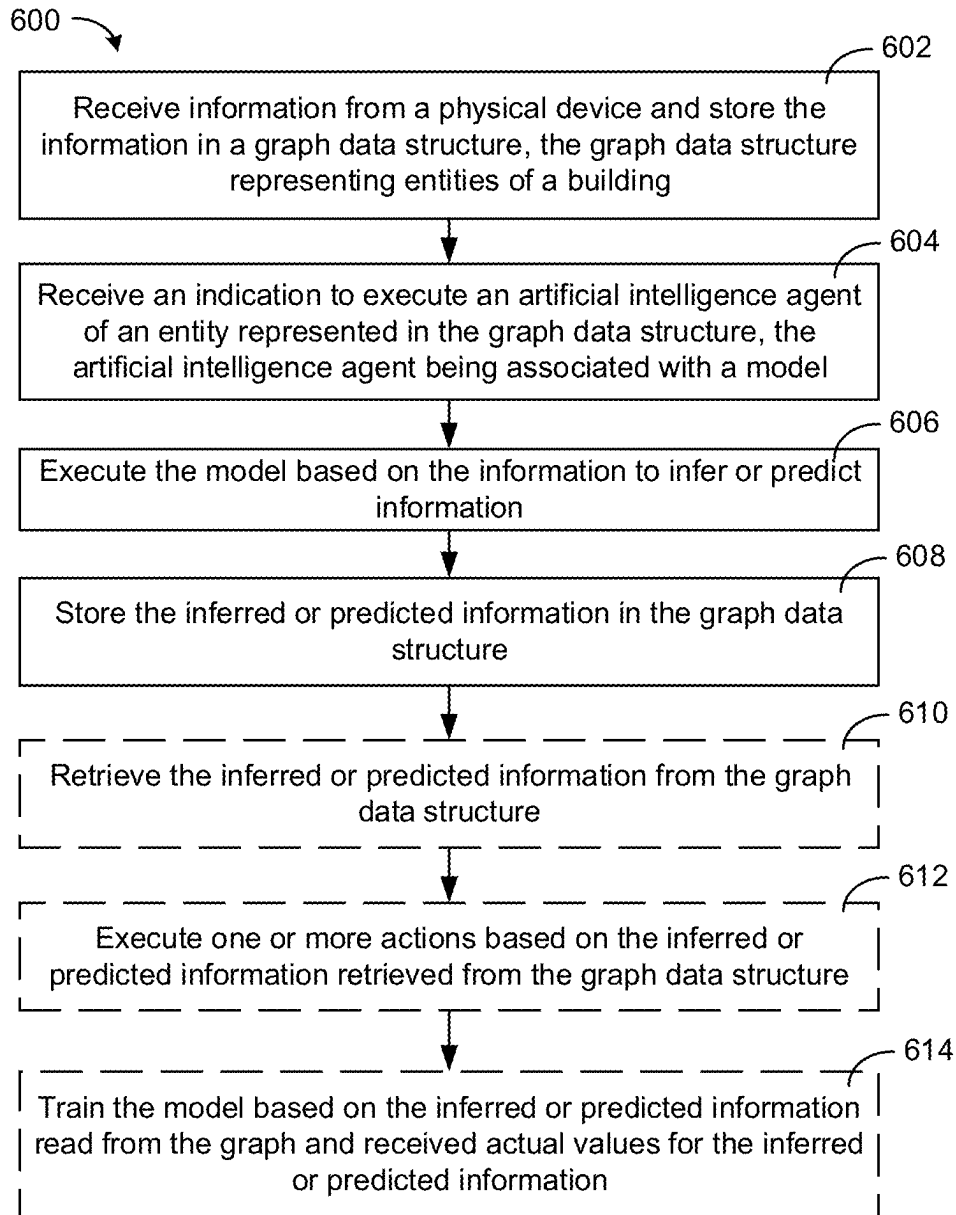 600
602
Receive information from a physical device and store the
information in a graph data structure, the graph data structure
representing entities of a building
604
Receive an indication to execute an artificial intelligence agent
of an entity represented in the graph data structure, the
artificial intelligence agent being associated with a model
606
Execute the model based on the information to infer or predict
information
608
Store the inferred or predicted information in the graph data
structure
610
Retrieve the inferred or predicted information from the graph
data structure
612
Execute one or more actions based on the inferred or
predicted information retrieved from the graph data structure
614
Train the model based on the inferred or predicted information
read from the graph and received actual values for the inferred
or predicted information